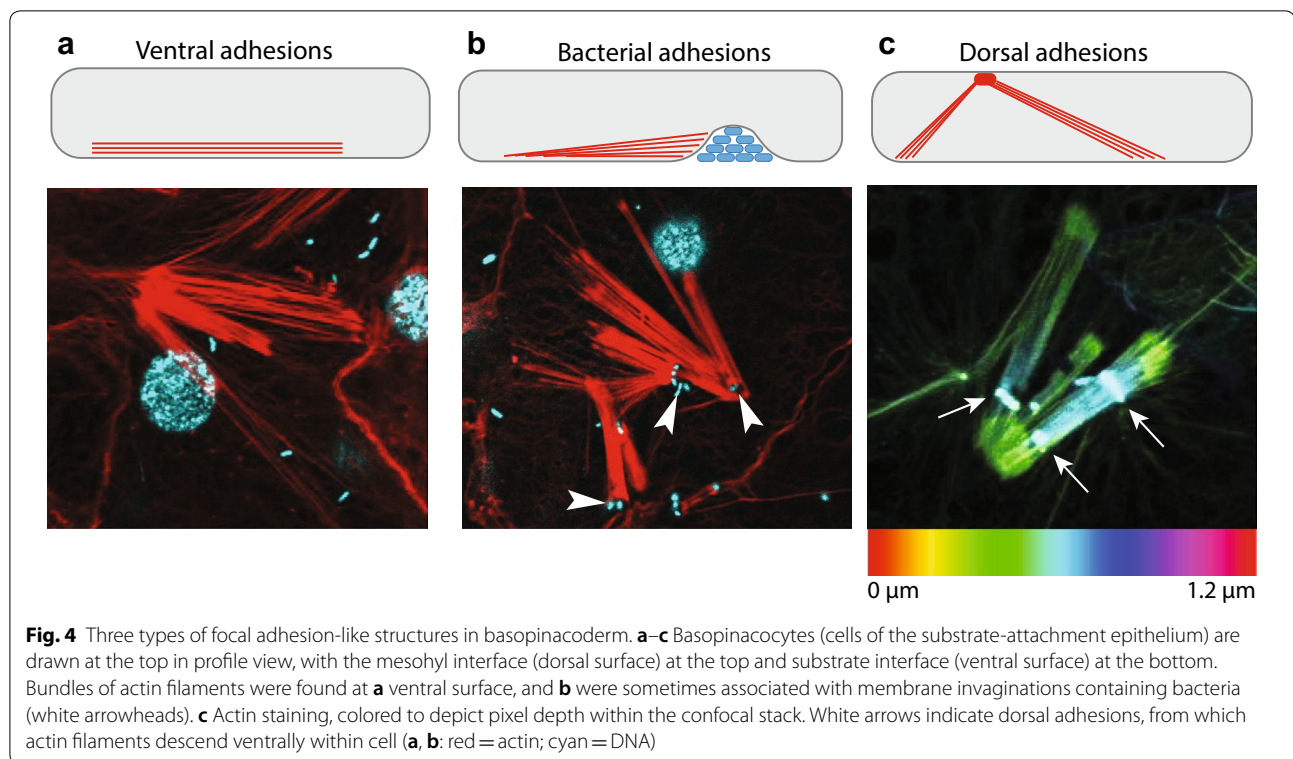 a Ventral adhesions
b Bacterial adhesions
c Dorsal adhesions
0 µm 1.2 µm
Fig. 4 Three types of focal adhesion-like structures in basopinacoderm. a–c Basopinacocytes (cells of the substrate-attachment epithelium) are
drawn at the top in profile view, with the mesohyl interface (dorsal surface) at the top and substrate interface (ventral surface) at the bottom.
Bundles of actin filaments were found at a ventral surface, and b were sometimes associated with membrane invaginations containing bacteria
(white arrowheads). c Actin staining, colored to depict pixel depth within the confocal stack. White arrows indicate dorsal adhesions, from which
actin filaments descend ventrally within cell (a, b: red = actin; cyan = DNA)